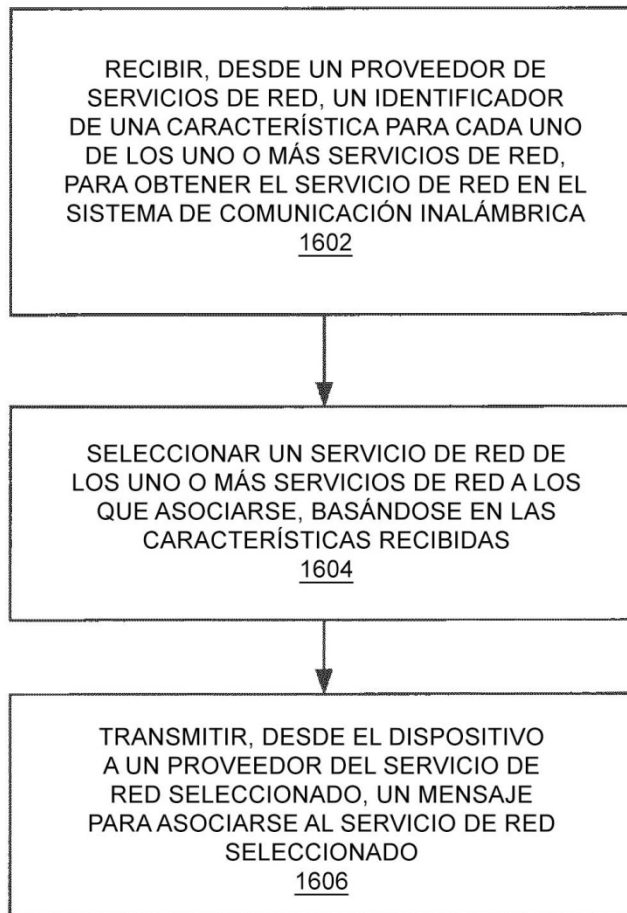 RECIBIR, DESDE UN PROVEEDOR DE
SERVICIOS DE RED, UN IDENTIFICADOR
DE UNA CARACTERÍSTICA PARA CADA UNO
DE LOS UNO O MÁS SERVICIOS DE RED,
PARA OBTENER EL SERVICIO DE RED EN EL
SISTEMA DE COMUNICACIÓN INALÁMBRICA
1602
SELECCIONAR UN SERVICIO DE RED DE
LOS UNO O MÁS SERVICIOS DE RED A LOS
QUE ASOCIARSE, BASÁNDOSE EN LAS
CARACTERÍSTICAS RECIBIDAS
1604
TRANSMITIR, DESDE EL DISPOSITIVO
A UN PROVEEDOR DEL SERVICIO DE
RED SELECCIONADO, UN MENSAJE
PARA ASOCIARSE AL SERVICIO DE RED
SELECCIONADO
1606